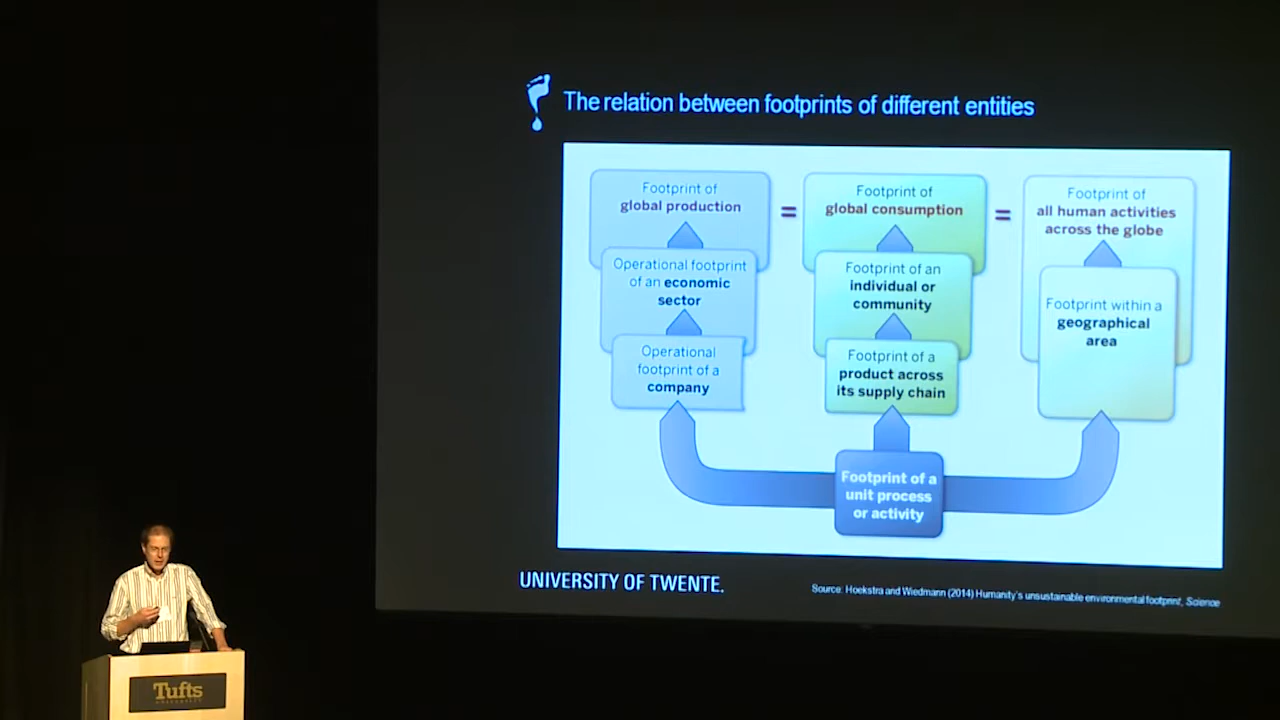 The relation between footprints of different entities
Footprint of
global production
=
Footprint of
global consumption
=
Footprint of
all human activities
across the globe
Operational footprint
of an economic
sector
Footprint of an
individual or
community
Footprint within a
geographical
area
Operational
footprint of a
company
Footprint of a
product across
its supply chain
Footprint of a
unit process
or activity
UNIVERSITY OF TWENTE.
Source: Hoekstra and Wiedmann (2014) Humanity's unsustainable environmental footprint, Science
Tufts
UNIVERSITY